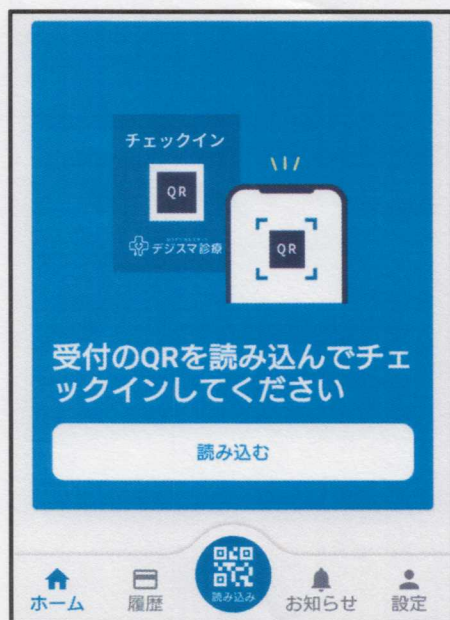 チェックイン
QR
デジスマ診療
QR
受付のQRを読み込んでチェ
ックインしてください
読み込む
ホーム
履歴
読み込み
お知らせ
設定